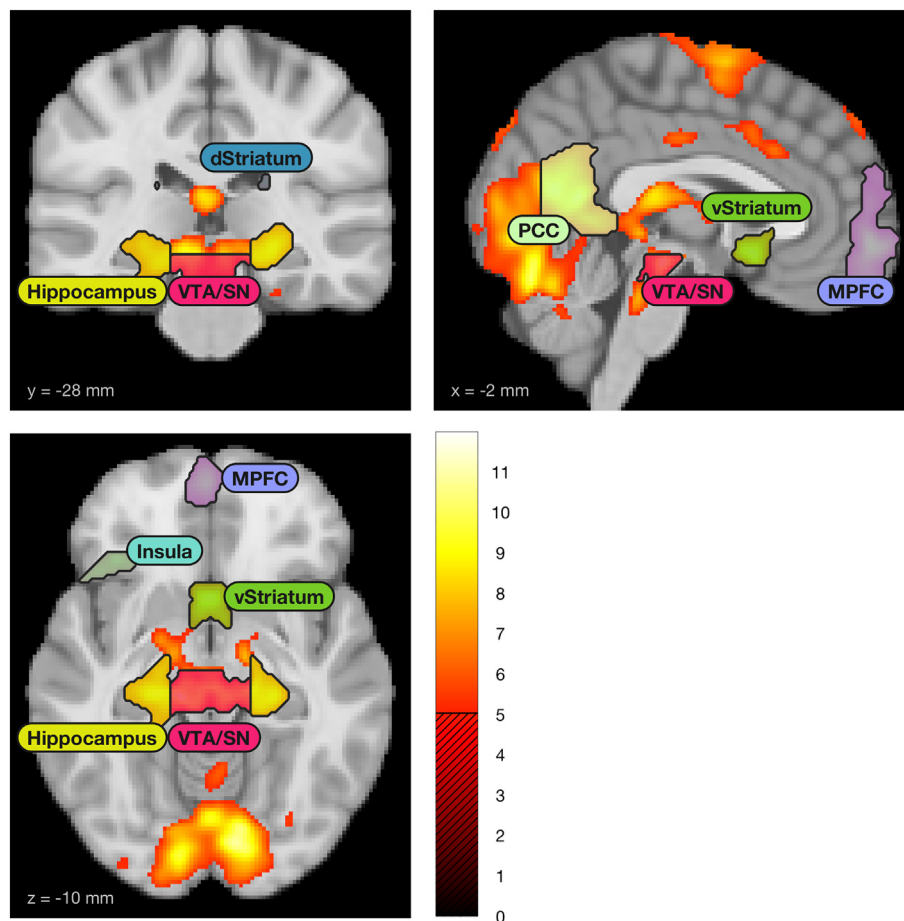 dStriatum
Hippocampus
VTA/SN
y = -28 mm
PCC
vStriatum
VTA/SN
MPFC
x = -2 mm
MPFC
Insula
vStriatum
Hippocampus
VTA/SN
z = -10 mm
11
10
9
8
7
6
5
4
3
2
1
0